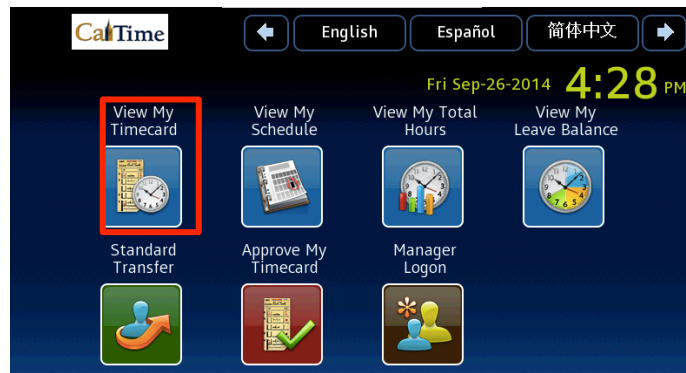 CalTime
English
Español
简体中文
Fri Sep-26-2014 4:28 PM
View My
Timecard
View My
Schedule
View My Total
Hours
View My
Leave Balance
Standard
Transfer
Approve My
Timecard
Manager
Logon